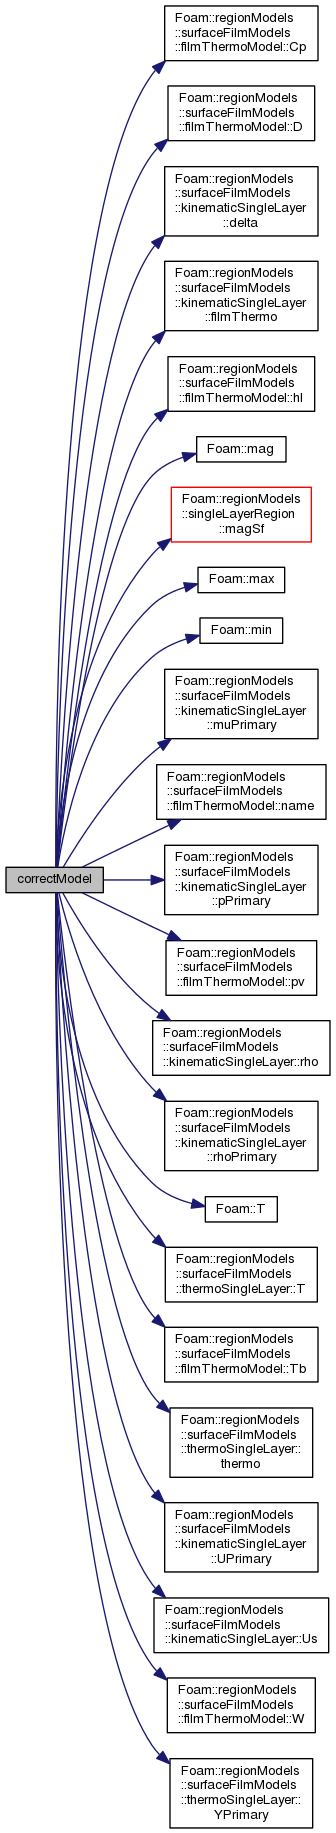 Foam::regionModels
::surfaceFilmModels
::filmThermoModel::Cp
Foam::regionModels
::surfaceFilmModels
::filmThermoModel::D
Foam::regionModels
::surfaceFilmModels
::kinematicSingleLayer
::delta
Foam::regionModels
::surfaceFilmModels
::kinematicSingleLayer
::filmThermo
Foam::regionModels
::surfaceFilmModels
::filmThermoModel::hl
Foam::mag
Foam::regionModels
::singleLayerRegion
::magSf
Foam::max
Foam::min
Foam::regionModels
::surfaceFilmModels
::kinematicSingleLayer
::muPrimary
Foam::regionModels
::surfaceFilmModels
::filmThermoModel::name
correctModel
Foam::regionModels
::surfaceFilmModels
::kinematicSingleLayer
::pPrimary
Foam::regionModels
::surfaceFilmModels
::filmThermoModel::pv
Foam::regionModels
::surfaceFilmModels
::kinematicSingleLayer::rho
Foam::regionModels
::surfaceFilmModels
::kinematicSingleLayer
::rhoPrimary
Foam::T
Foam::regionModels
::surfaceFilmModels
::thermoSingleLayer::T
Foam::regionModels
::surfaceFilmModels
::filmThermoModel::Tb
Foam::regionModels
::surfaceFilmModels
::thermoSingleLayer::
thermo
Foam::regionModels
::surfaceFilmModels
::kinematicSingleLayer
::UPrimary
Foam::regionModels
::surfaceFilmModels
::kinematicSingleLayer::Us
Foam::regionModels
::surfaceFilmModels
::filmThermoModel::W
Foam::regionModels
::surfaceFilmModels
::thermoSingleLayer::
YPrimary